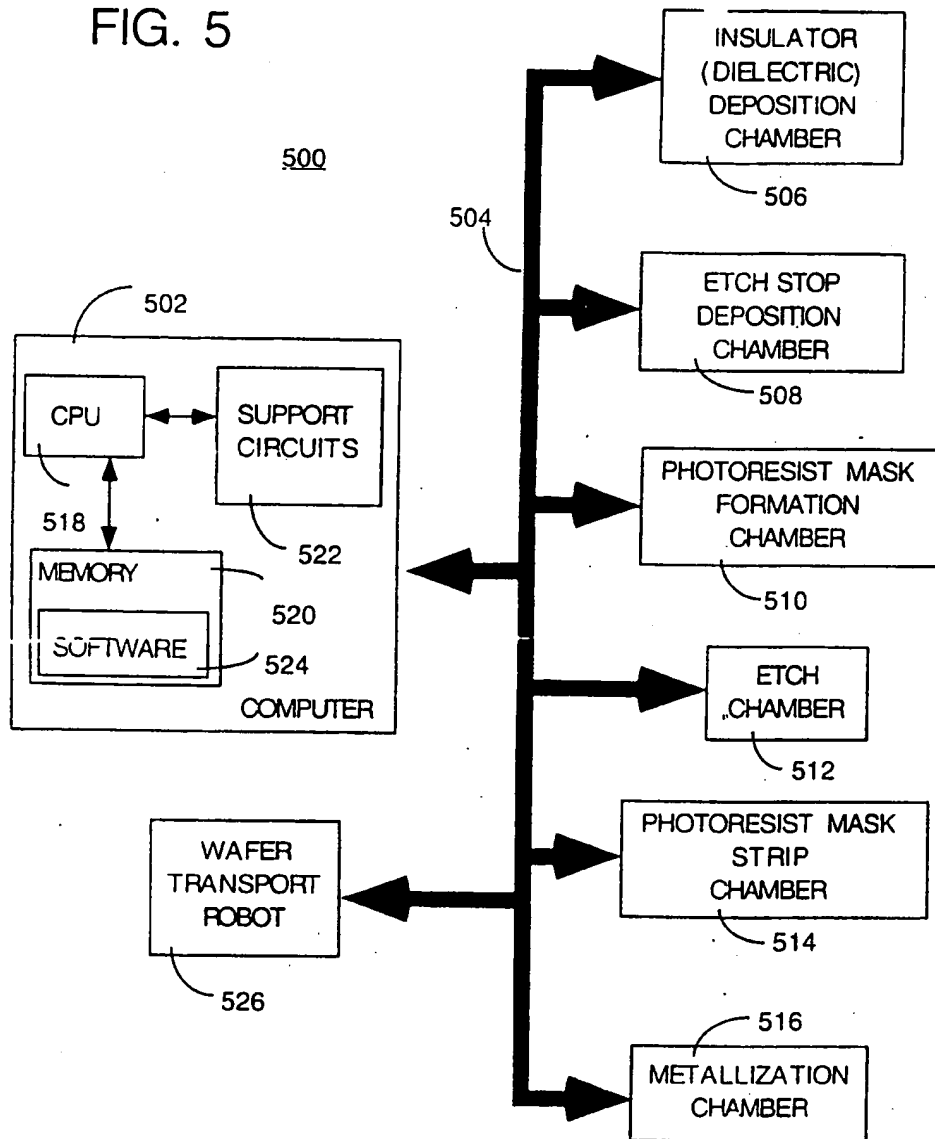 FIG. 5
500
INSULATOR
(DIELECTRIC)
DEPOSITION
CHAMBER
506
504
ETCH STOP
DEPOSITION
CHAMBER
508
502
CPU
518
SUPPORT
CIRCUITS
522
MEMORY
520
SOFTWARE
524
COMPUTER
PHOTORESIST MASK
FORMATION
CHAMBER
510
ETCH
CHAMBER
512
WAFER
TRANSPORT
ROBOT
526
PHOTORESIST MASK
STRIP
CHAMBER
514
516
METALLIZATION
CHAMBER